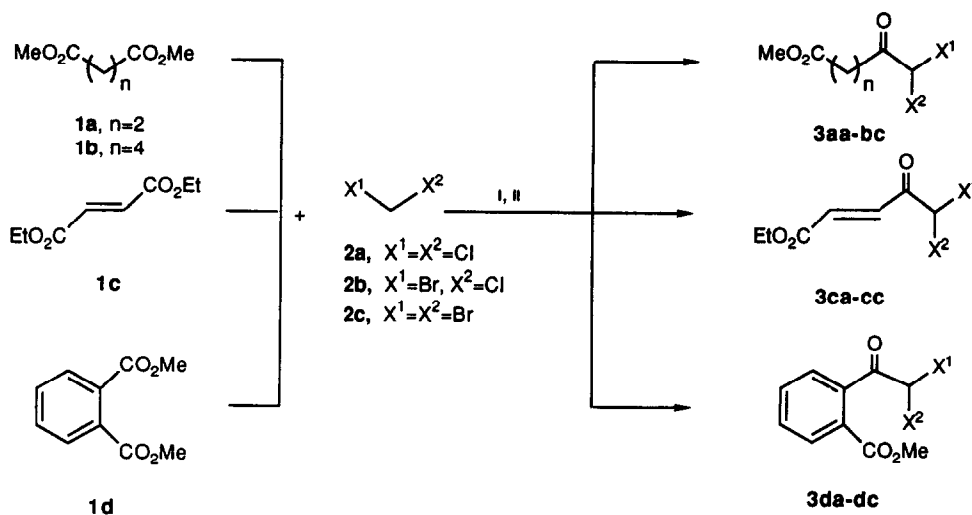 MeO₂C CO₂Me
n
1a, n=2
1b, n=4
CO₂Et
EtO₂C
1c
CO₂Me
CO₂Me
1d
+
X¹ X²
2a, X¹=X²=Cl
2b, X¹=Br, X²=Cl
2c, X¹=X²=Br
I, II
O
MeO₂C X¹
n
X²
3aa-bc
O
X
EtO₂C X²
3ca-cc
O
X¹
X²
CO₂Me
3da-dc